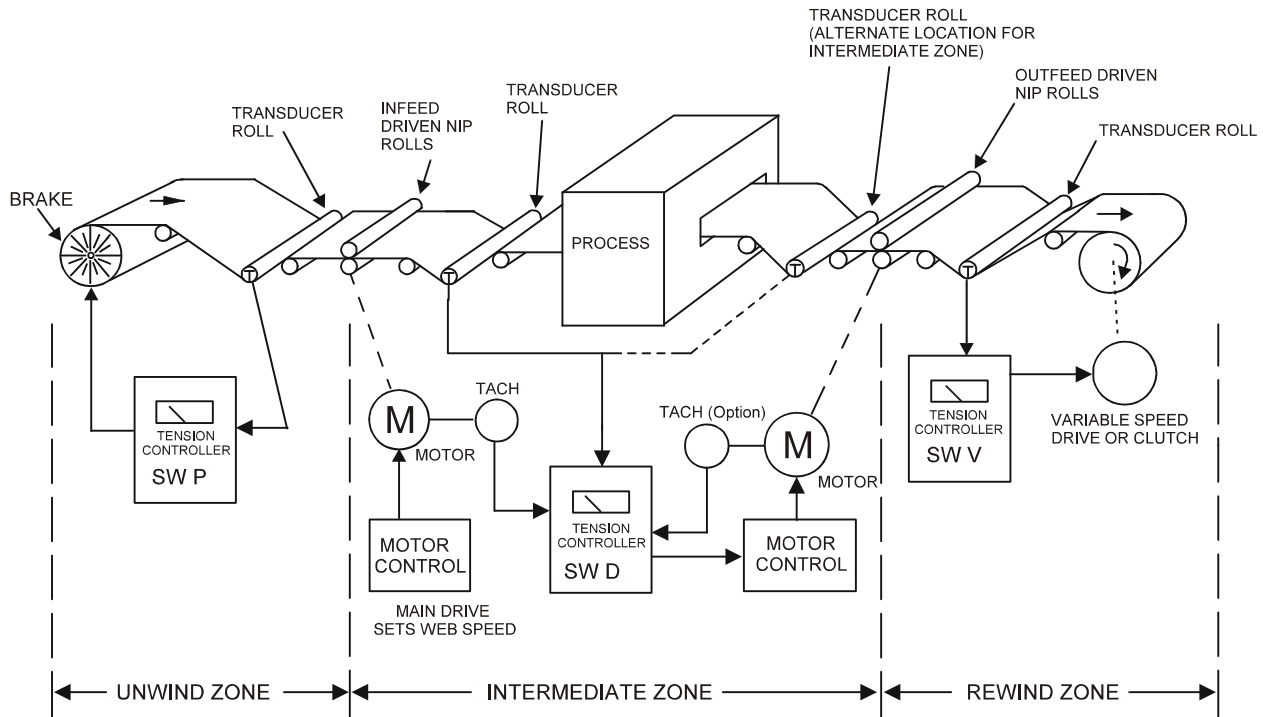 TRANSDUCER ROLL
(ALTERNATE LOCATION FOR
INTERMEDIATE ZONE)
OUTFEED DRIVEN
NIP ROLLS
TRANSDUCER
ROLL
INFEED
DRIVEN NIP
ROLLS
TRANSDUCER
ROLL
TRANSDUCER ROLL
BRAKE
PROCESS
T
T
T
T
TENSION
CONTROLLER
SW P
M
MOTOR
TACH
MOTOR
CONTROL
MAIN DRIVE
SETS WEB SPEED
TENSION
CONTROLLER
SW D
TACH (Option)
M
MOTOR
MOTOR
CONTROL
TENSION
CONTROLLER
SW V
VARIABLE SPEED
DRIVE OR CLUTCH
UNWIND ZONE
INTERMEDIATE ZONE
REWIND ZONE